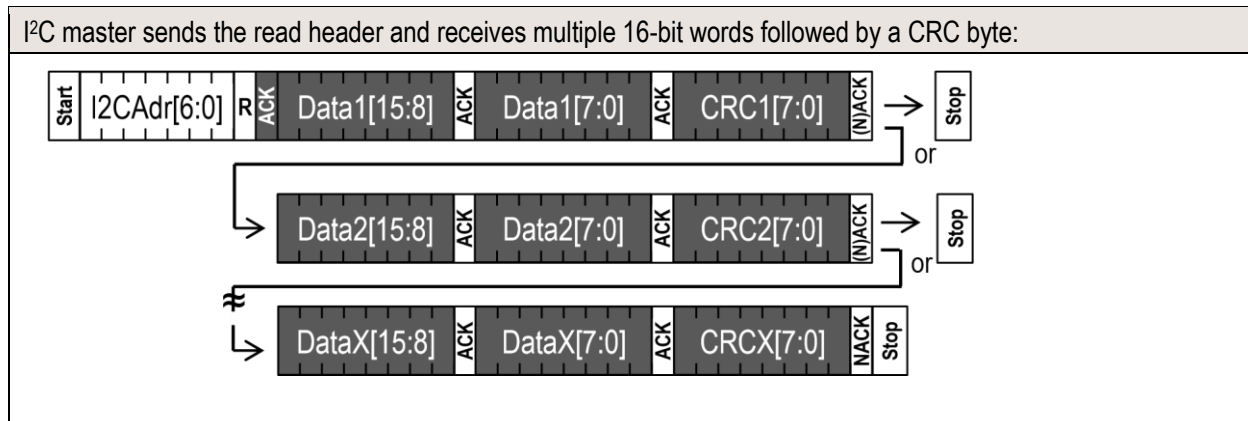 I²C master sends the read header and receives multiple 16-bit words followed by a CRC byte:
Start I2CAdr[6:0] R ACK Data1[15:8] ACK Data1[7:0] ACK CRC1[7:0] (N)ACK Stop
or
Data2[15:8] ACK Data2[7:0] ACK CRC2[7:0] (N)ACK Stop
or
DataX[15:8] ACK DataX[7:0] ACK CRCX[7:0] NACK Stop